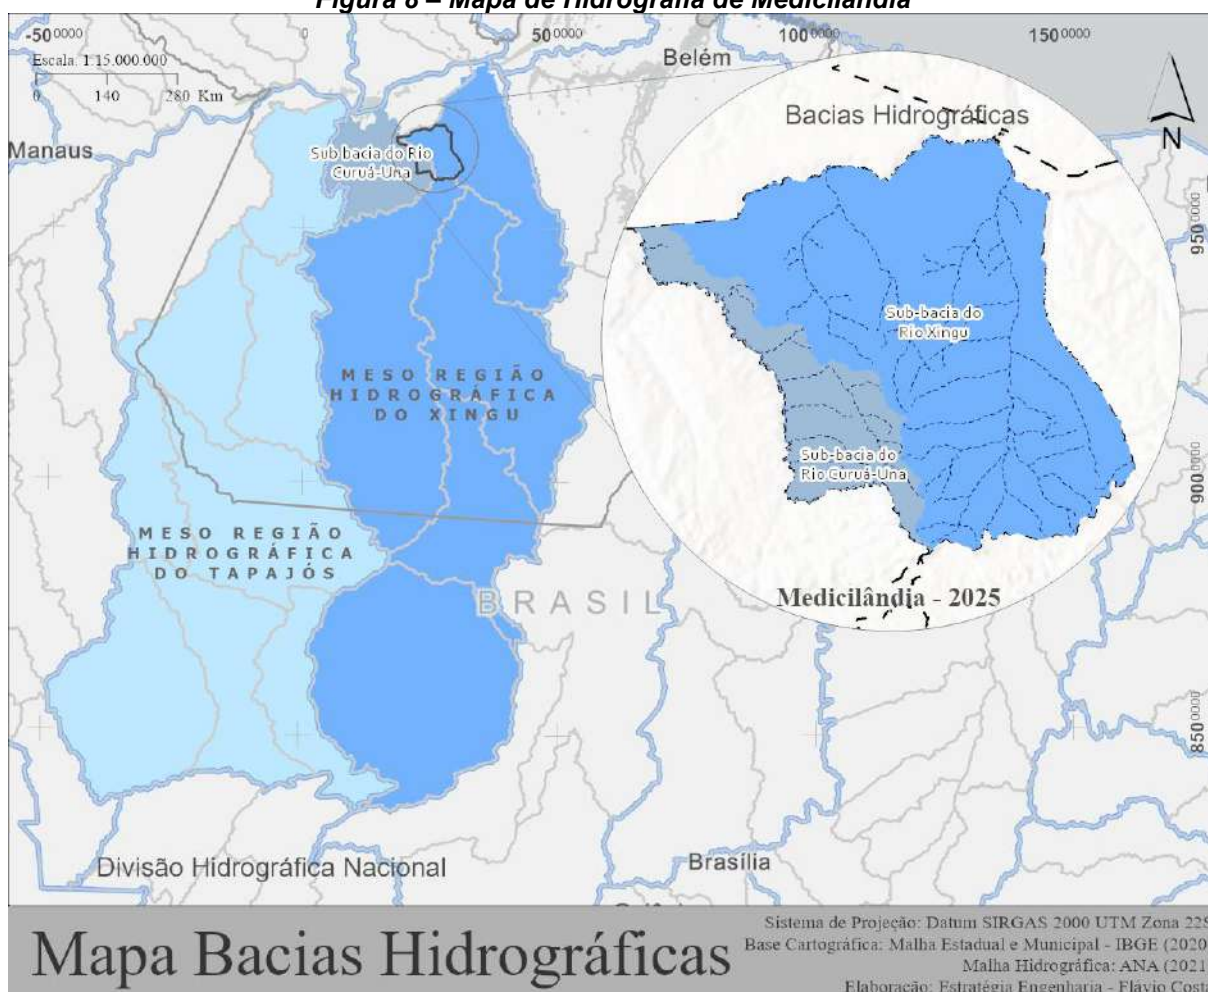 Figura 8 – Mapa de Hidrografia de Medicilândia
-50 0000
0
50 0000
100 0000
150 0000
Escala. 1:15.000.000
0 140 280 Km
Belém
Manaus
Sub bacia do Rio
Curuá-Una
Bacias Hidrográficas
N
950 0000
Sub-bacia do
Rio Xingu
MESO REGIÃO
HIDROGRÁFICA
DO XINGU
Sub-bacia do
Rio Curuá-Una
900 0000
MESO REGIÃO
HIDROGRÁFICA
DO TAPAJÓS
BRASIL
Medicilândia - 2025
850 0000
Divisão Hidrográfica Nacional
Brasília
Mapa Bacias Hidrográficas
Sistema de Projeção: Datum SIRGAS 2000 UTM Zona 22S
Base Cartográfica: Malha Estadual e Municipal - IBGE (2020
Malha Hidrográfica: ANA (2021
Elaboração: Estratégia Engenharia - Flávio Costa